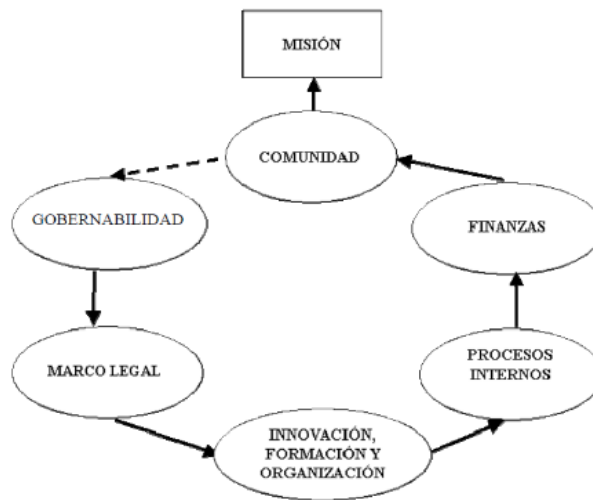 MISIÓN
COMUNIDAD
GOBERNABILIDAD
FINANZAS
MARCO LEGAL
PROCESOS
INTERNOS
INNOVACIÓN,
FORMACIÓN Y
ORGANIZACIÓN